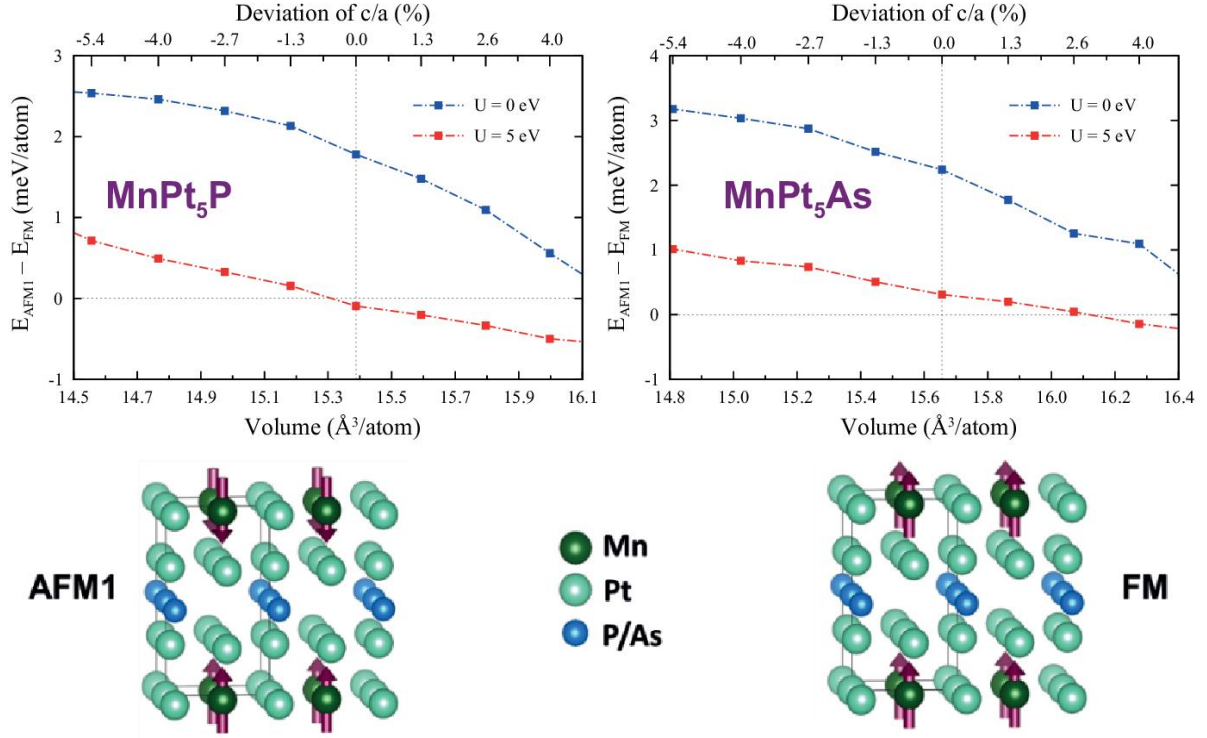 Deviation of c/a (%)
-5.4 -4.0 -2.7 -1.3 0.0 1.3 2.6 4.0
3
2
1
0
-1
E_AFM1 – E_FM (meV/atom)
U = 0 eV
U = 5 eV
MnPt₅P
14.5 14.7 14.9 15.1 15.3 15.5 15.7 15.9 16.1
Volume (Å³/atom)
Deviation of c/a (%)
-5.4 -4.0 -2.7 -1.3 0.0 1.3 2.6 4.0
4
3
2
1
0
-1
E_AFM1 – E_FM (meV/atom)
U = 0 eV
U = 5 eV
MnPt₅As
14.8 15.0 15.2 15.4 15.6 15.8 16.0 16.2 16.4
Volume (Å³/atom)
AFM1
Mn
Pt
P/As
FM